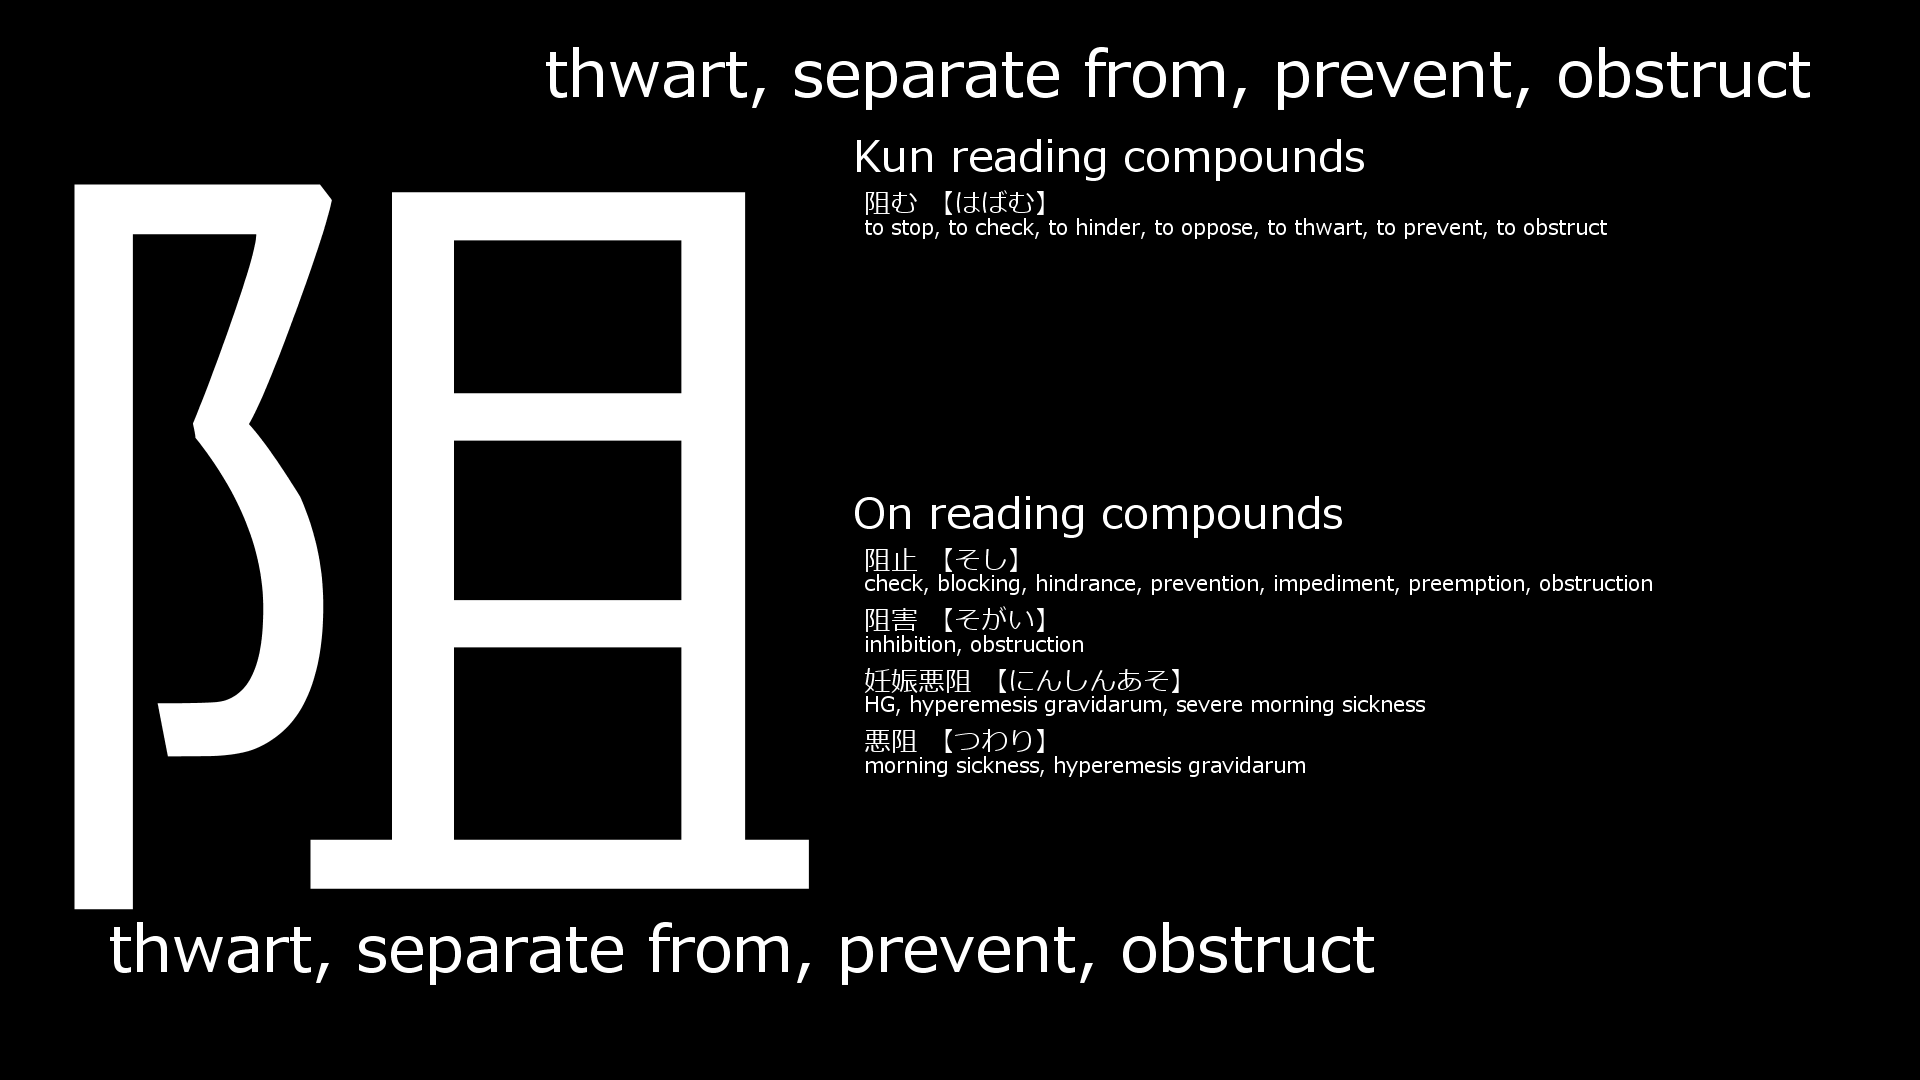 thwart, separate from, prevent, obstruct
阻
Kun reading compounds
阻む 【はばむ】
to stop, to check, to hinder, to oppose, to thwart, to prevent, to obstruct
On reading compounds
阻止 【そし】
check, blocking, hindrance, prevention, impediment, preemption, obstruction
阻害 【そがい】
inhibition, obstruction
妊娠悪阻 【にんしんあそ】
HG, hyperemesis gravidarum, severe morning sickness
悪阻 【つわり】
morning sickness, hyperemesis gravidarum
thwart, separate from, prevent, obstruct